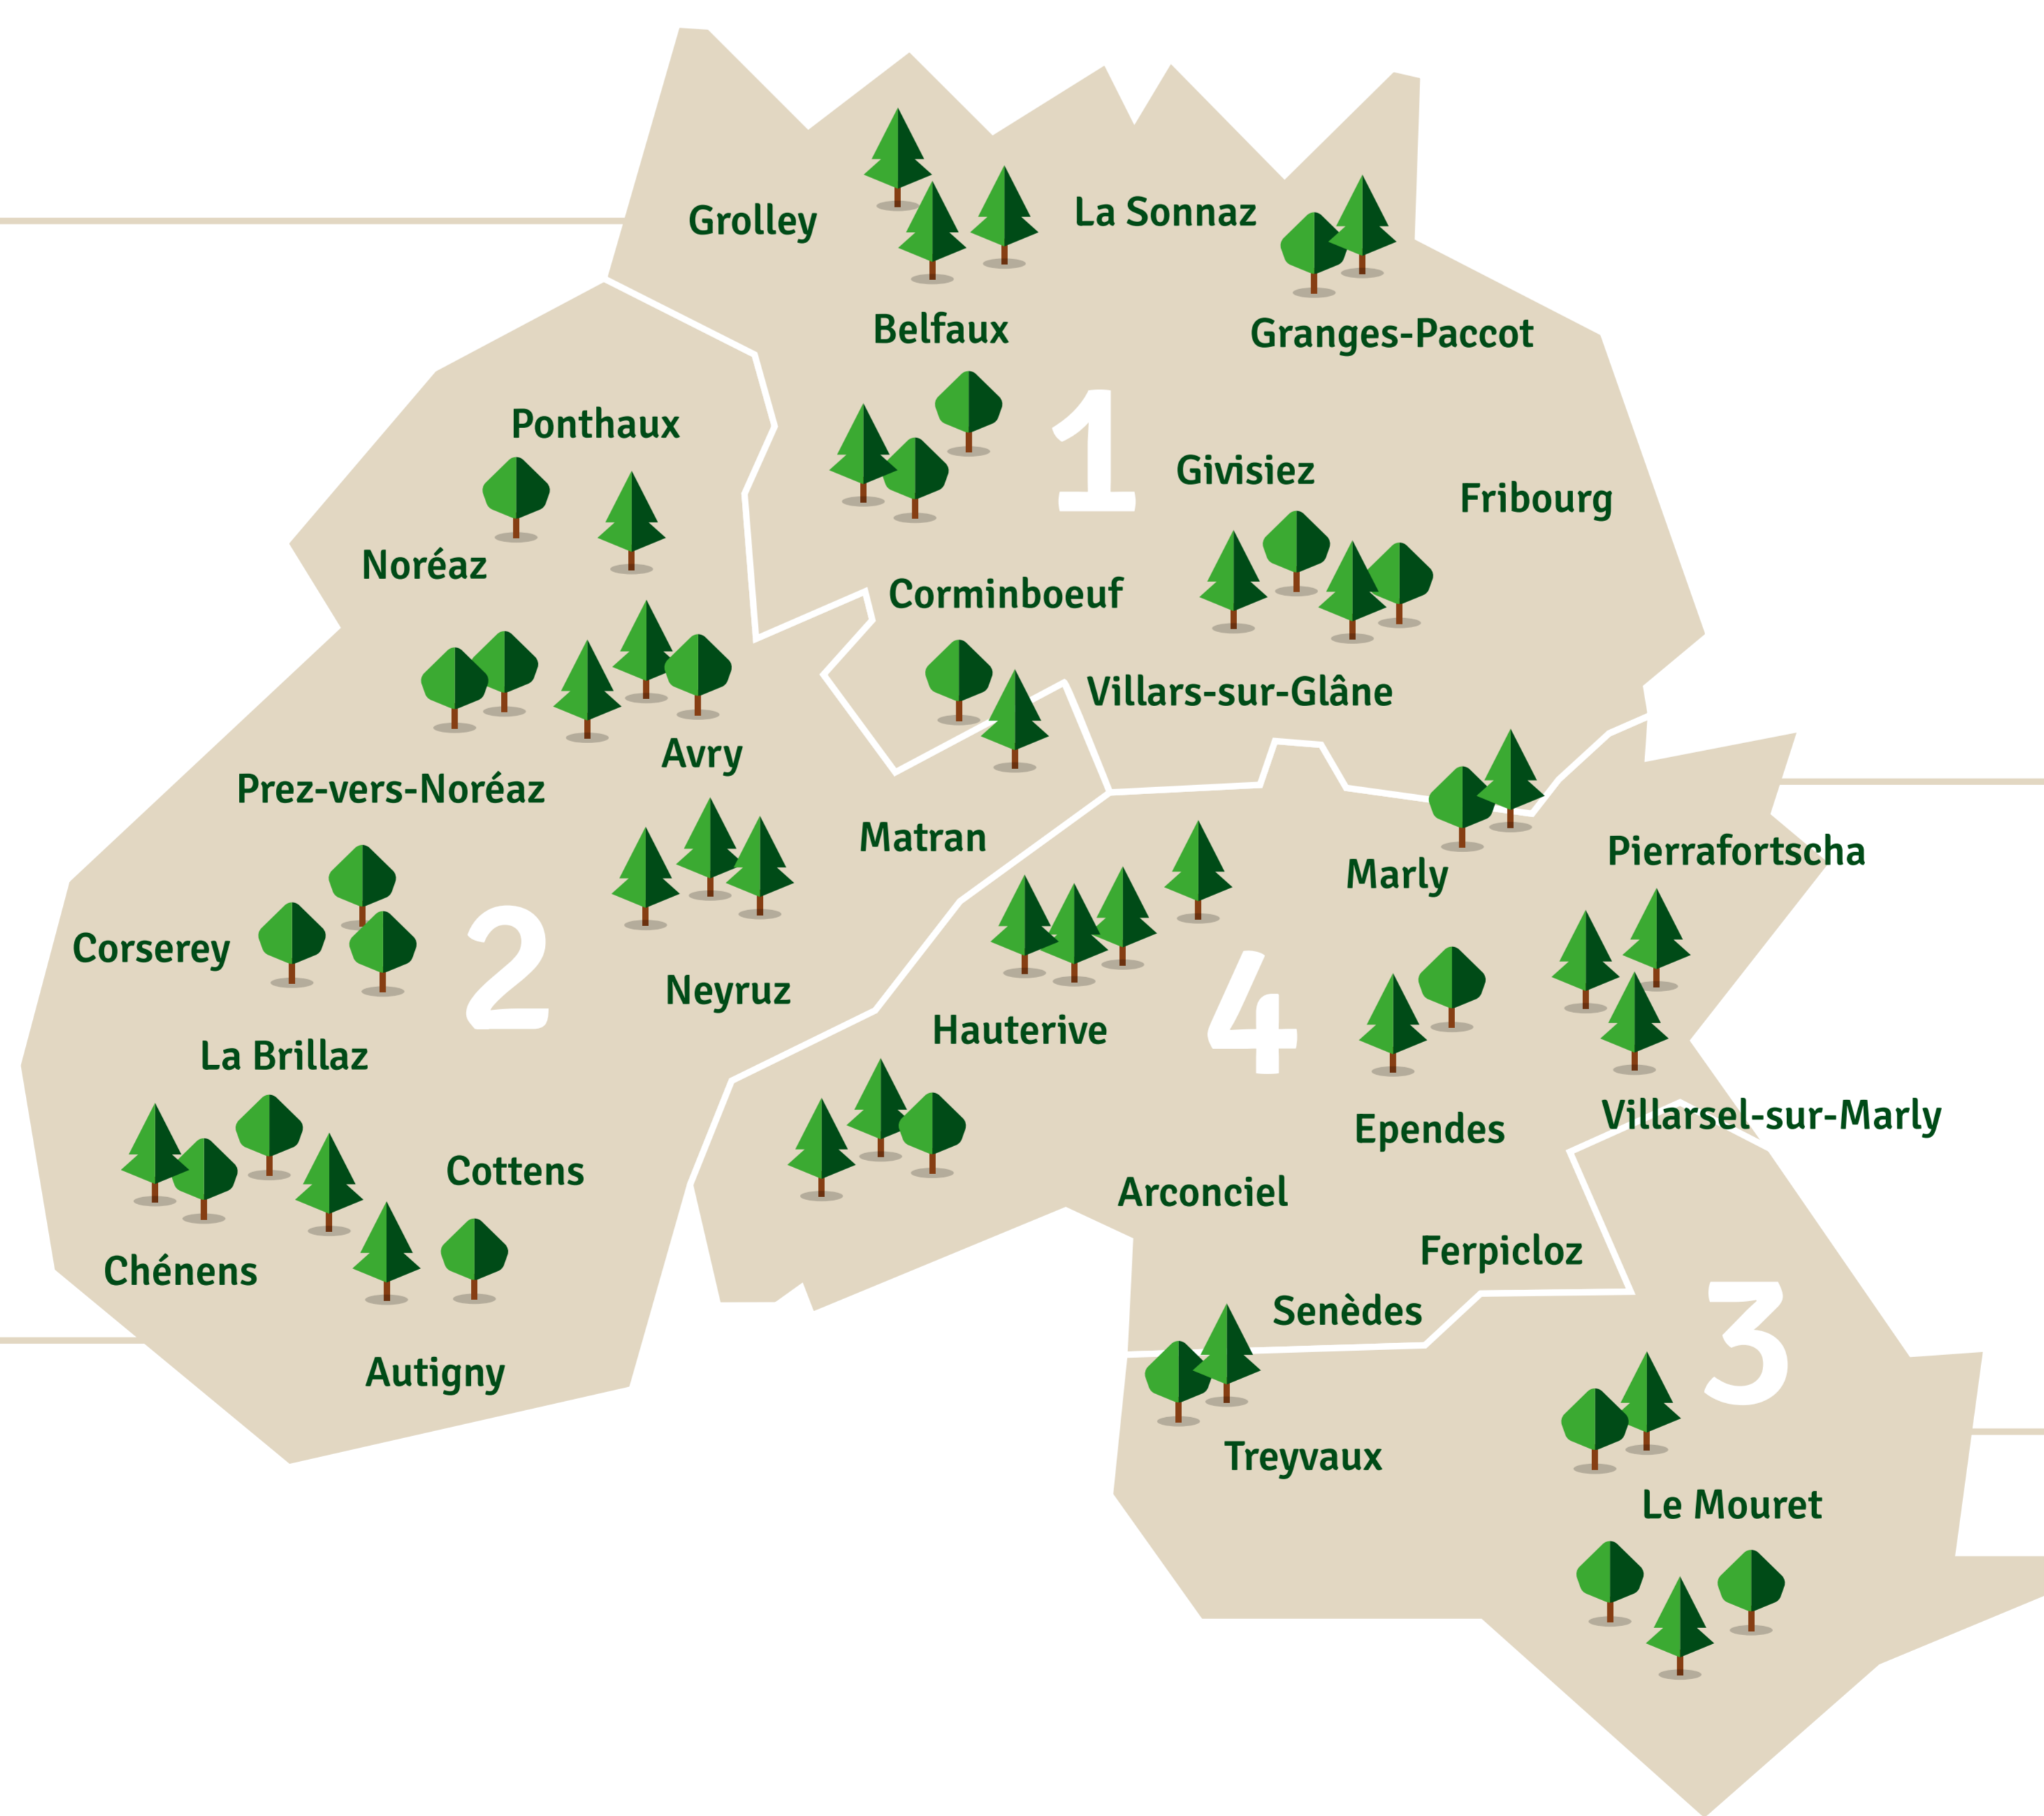 Grolley
La Sonnaz
Belfaux
Granges-Paccot
1
Ponthaux
Givisiez
Fribourg
Noréaz
Corminboeuf
Villars-sur-Glâne
Avry
Prez-vers-Noréaz
Matran
Marly
Pierrafortscha
Corserey
2
Neyruz
Hauterive
4
La Brillaz
Ependes
Villarsel-sur-Marly
Cottens
Arconciel
Chénens
Ferpicloz
Senèdes
3
Autigny
Treyvaux
Le Mouret